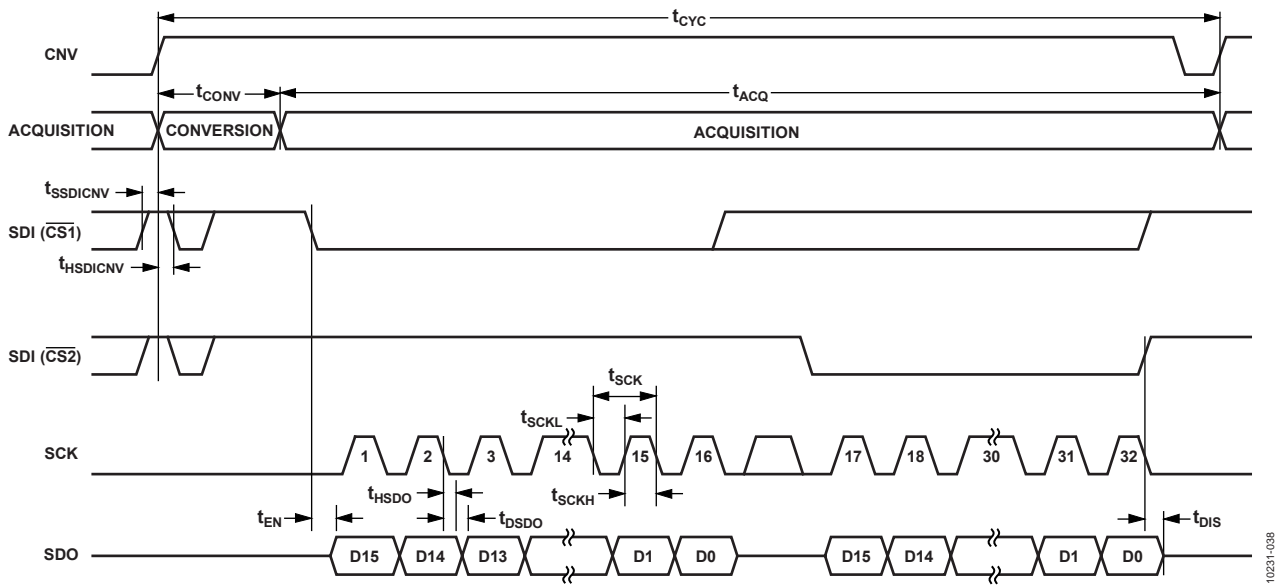 tCYC
CNV
tCONV
tACQ
ACQUISITION CONVERSION ACQUISITION
tSSDICNV
SDI (CS1)
tHSDICNV
SDI (CS2)
tSCK
tSCKL
SCK 1 2 3 14 15 16 17 18 30 31 32
tHSDO
tSCKH
tEN
tDSDO
tDIS
SDO D15 D14 D13 D1 D0 D15 D14 D1 D0
102231-038